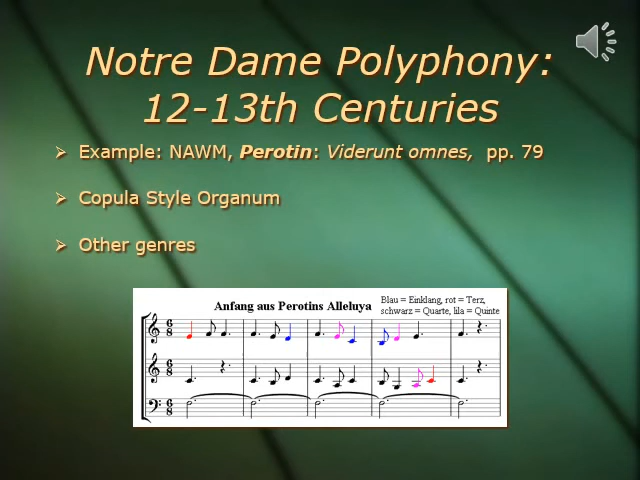 Notre Dame Polyphony:
12-13th Centuries
Example: NAWM, Perotin: Viderunt omnes, pp. 79
Copula Style Organum
Other genres
Anfang aus Perotins Alleluya
Blau = Einklang, rot = Terz,
schwarz = Quarte, lila = Quinte
6
8
6
8
6
8